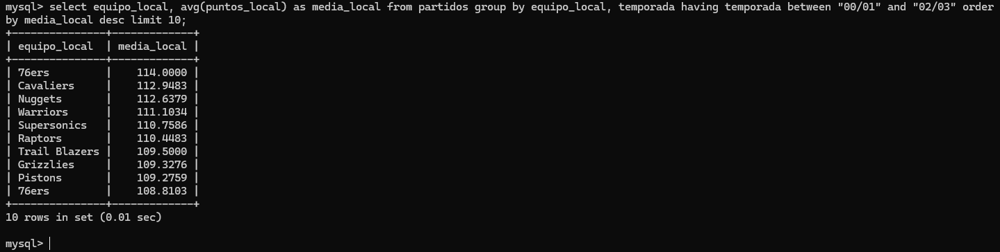 mysql> select equipo_local, avg(puntos_local) as media_local from partidos group by equipo_local, temporada having temporada between "00/01" and "02/03" order
by media_local desc limit 10;
+---------------+-------------+
| equipo_local  | media_local |
+---------------+-------------+
| 76ers         |    114.0000 |
| Cavaliers     |    112.9483 |
| Nuggets       |    112.6379 |
| Warriors      |    111.1034 |
| Supersonics   |    110.7586 |
| Raptors       |    110.4483 |
| Trail Blazers |    109.5000 |
| Grizzlies     |    109.3276 |
| Pistons       |    109.2759 |
| 76ers         |    108.8103 |
+---------------+-------------+
10 rows in set (0.01 sec)
mysql>